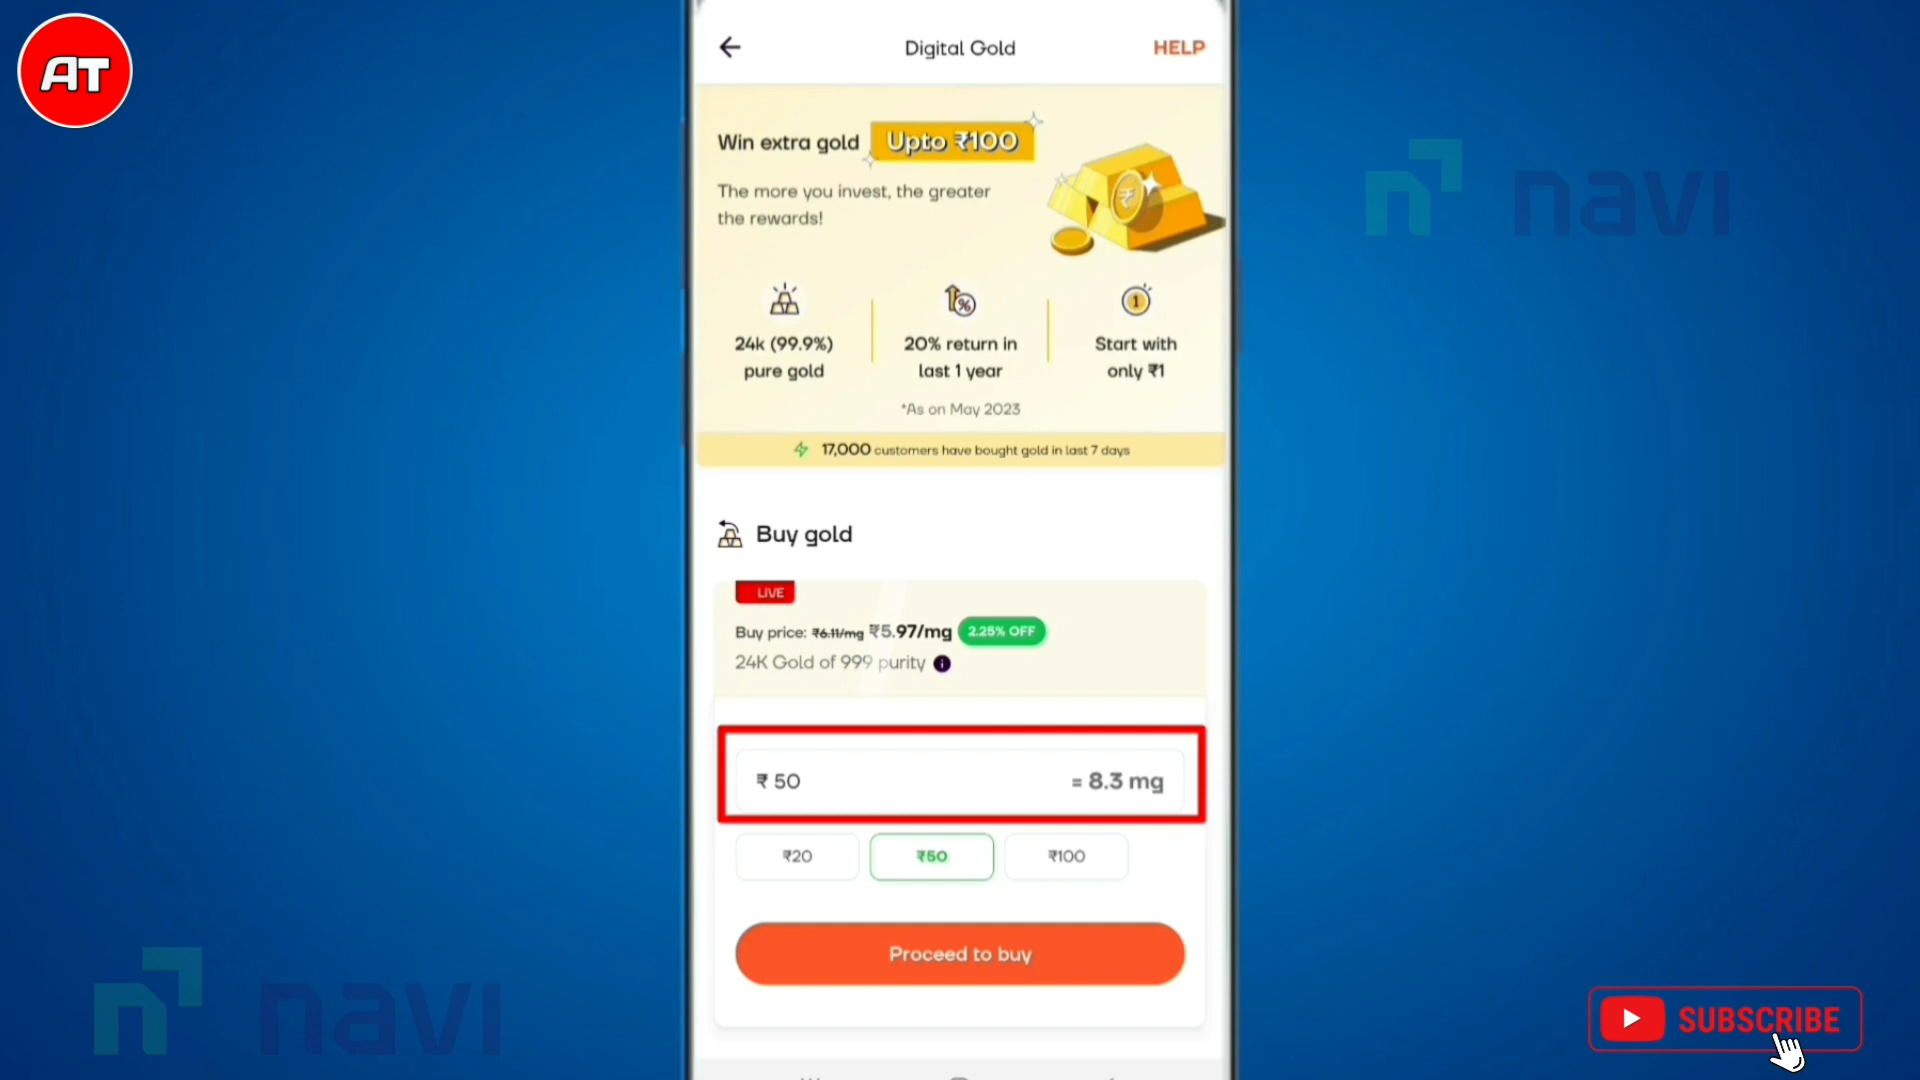 AT
Digital Gold
HELP
Win extra gold Upto ₹100
The more you invest, the greater
the rewards!
24k (99.9%)
pure gold
20% return in
last 1 year
Start with
only ₹1
*As on May 2023
17,000 customers have bought gold in last 7 days
Buy gold
LIVE
Buy price: ₹6.11/mg ₹5.97/mg 2.25% OFF
24K Gold of 999 purity
₹ 50 = 8.3 mg
₹20 ₹50 ₹100
Proceed to buy
navi
navi
SUBSCRIBE